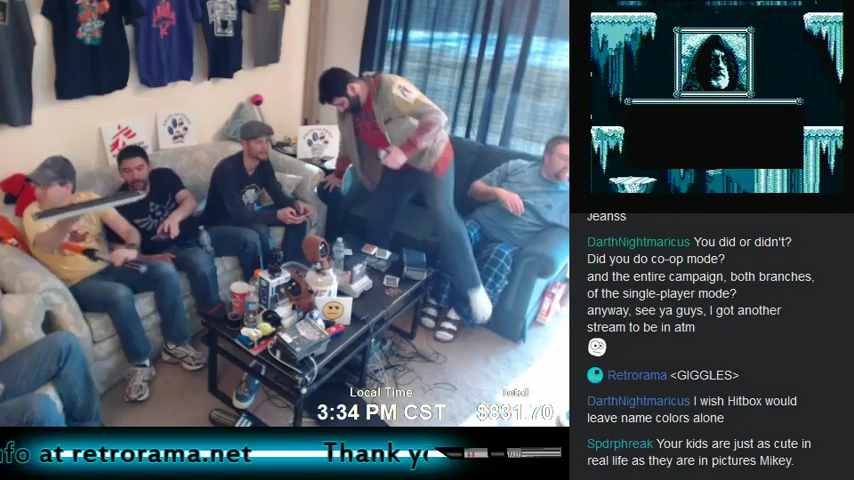 Jeanss
DarthNightmaricus You did or didn't?
Did you do co-op mode?
and the entire campaign, both branches,
of the single-player mode?
anyway, see ya guys, I got another
stream to be in atm
Retrorama <GIGGLES>
DarthNightmaricus I wish Hitbox would
leave name colors alone
Spdrphreak Your kids are just as cute in
real life as they are in pictures Mikey.
Local Time
3:34 PM CST
Total
$831.70
nfo at retrorama.net
Thank yo